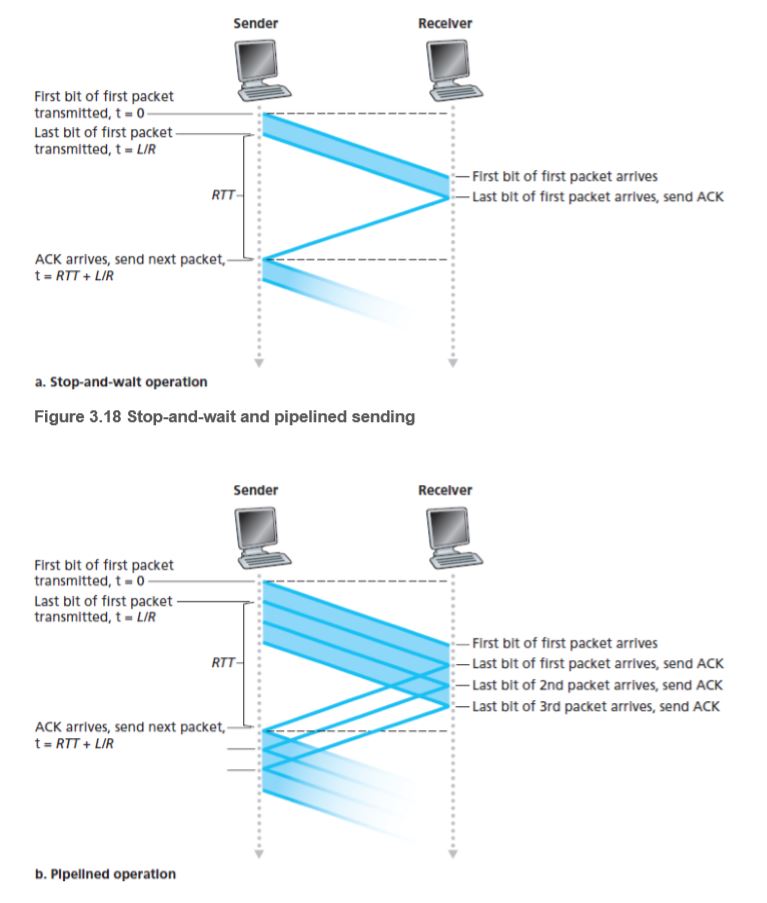 Sender
Receiver
First bit of first packet
transmitted, t = 0
Last bit of first packet
transmitted, t = L/R
First bit of first packet arrives
RTT
Last bit of first packet arrives, send ACK
ACK arrives, send next packet,
t = RTT + L/R
a. Stop-and-wait operation
Figure 3.18 Stop-and-wait and pipelined sending
Sender
Receiver
First bit of first packet
transmitted, t = 0
Last bit of first packet
transmitted, t = L/R
First bit of first packet arrives
RTT
Last bit of first packet arrives, send ACK
Last bit of 2nd packet arrives, send ACK
Last bit of 3rd packet arrives, send ACK
ACK arrives, send next packet,
t = RTT + L/R
b. Pipelined operation